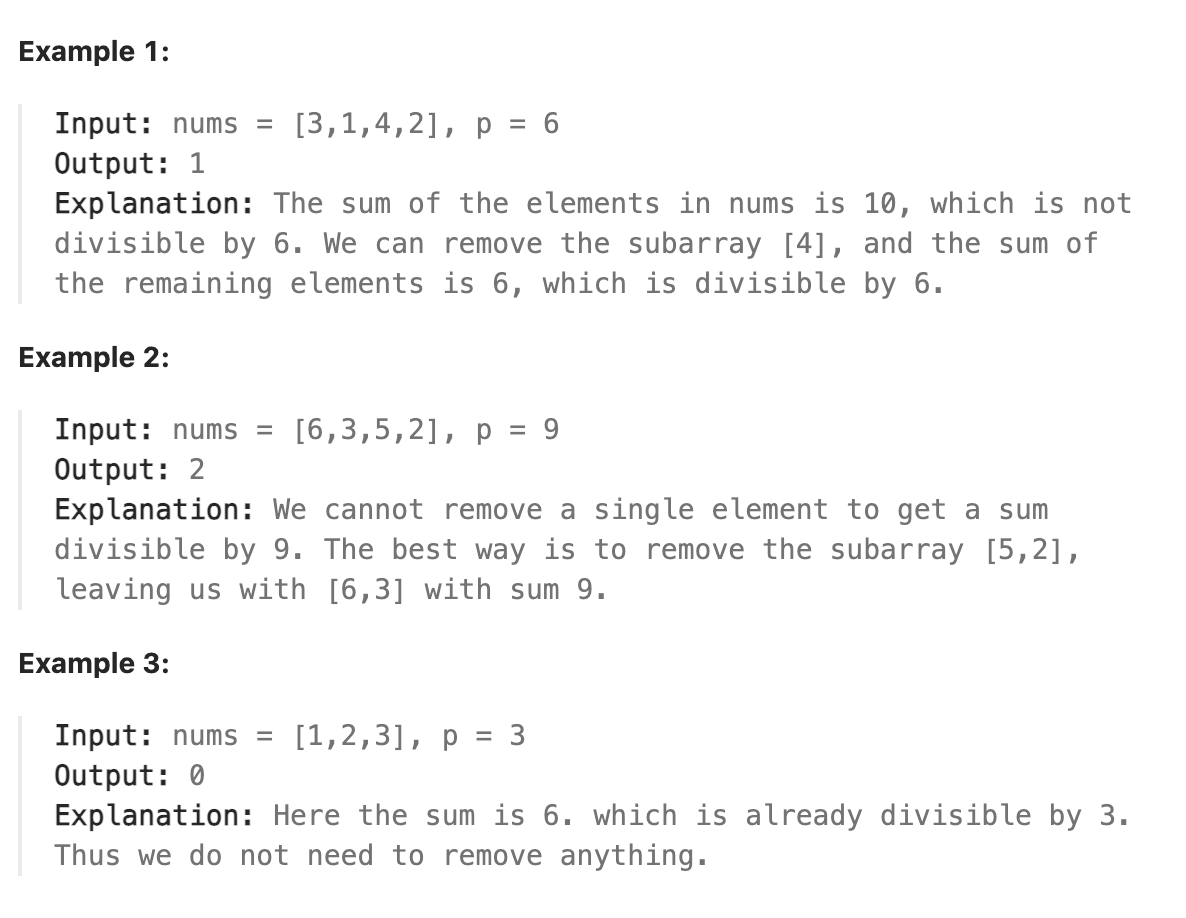 Example 1:
Input: nums = [3,1,4,2], p = 6
Output: 1
Explanation: The sum of the elements in nums is 10, which is not
divisible by 6. We can remove the subarray [4], and the sum of
the remaining elements is 6, which is divisible by 6.
Example 2:
Input: nums = [6,3,5,2], p = 9
Output: 2
Explanation: We cannot remove a single element to get a sum
divisible by 9. The best way is to remove the subarray [5,2],
leaving us with [6,3] with sum 9.
Example 3:
Input: nums = [1,2,3], p = 3
Output: 0
Explanation: Here the sum is 6. which is already divisible by 3.
Thus we do not need to remove anything.